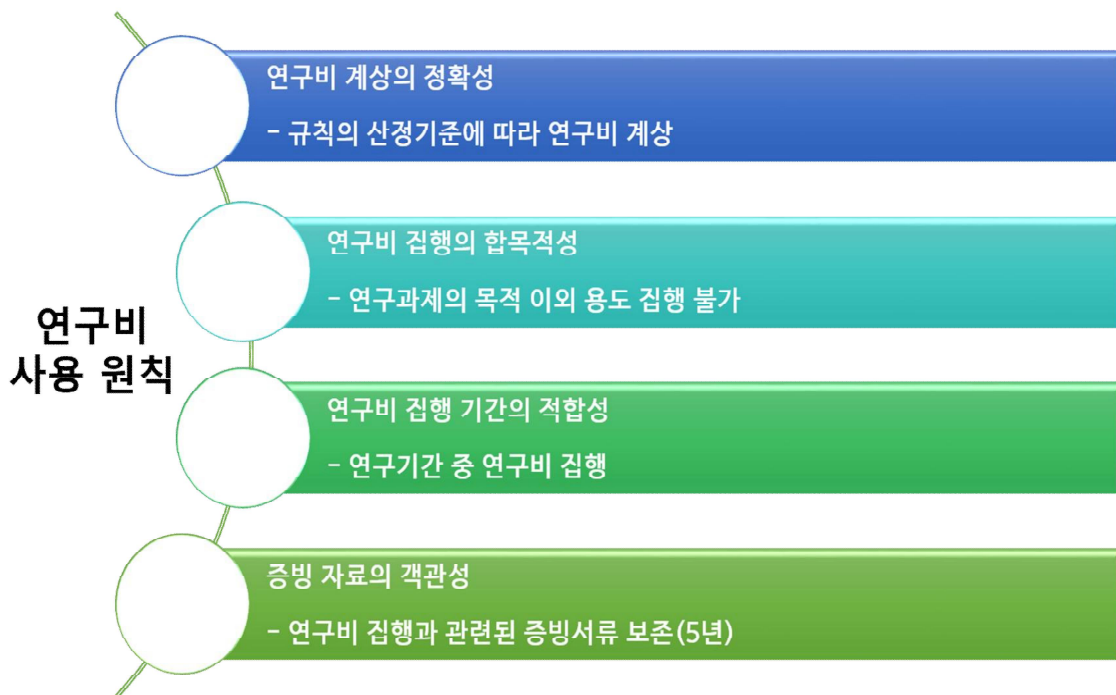 연구비
사용 원칙
연구비 계상의 정확성
- 규칙의 산정기준에 따라 연구비 계상
연구비 집행의 합목적성
- 연구과제의 목적 이외 용도 집행 불가
연구비 집행 기간의 적합성
- 연구기간 중 연구비 집행
증빙 자료의 객관성
- 연구비 집행과 관련된 증빙서류 보존(5년)